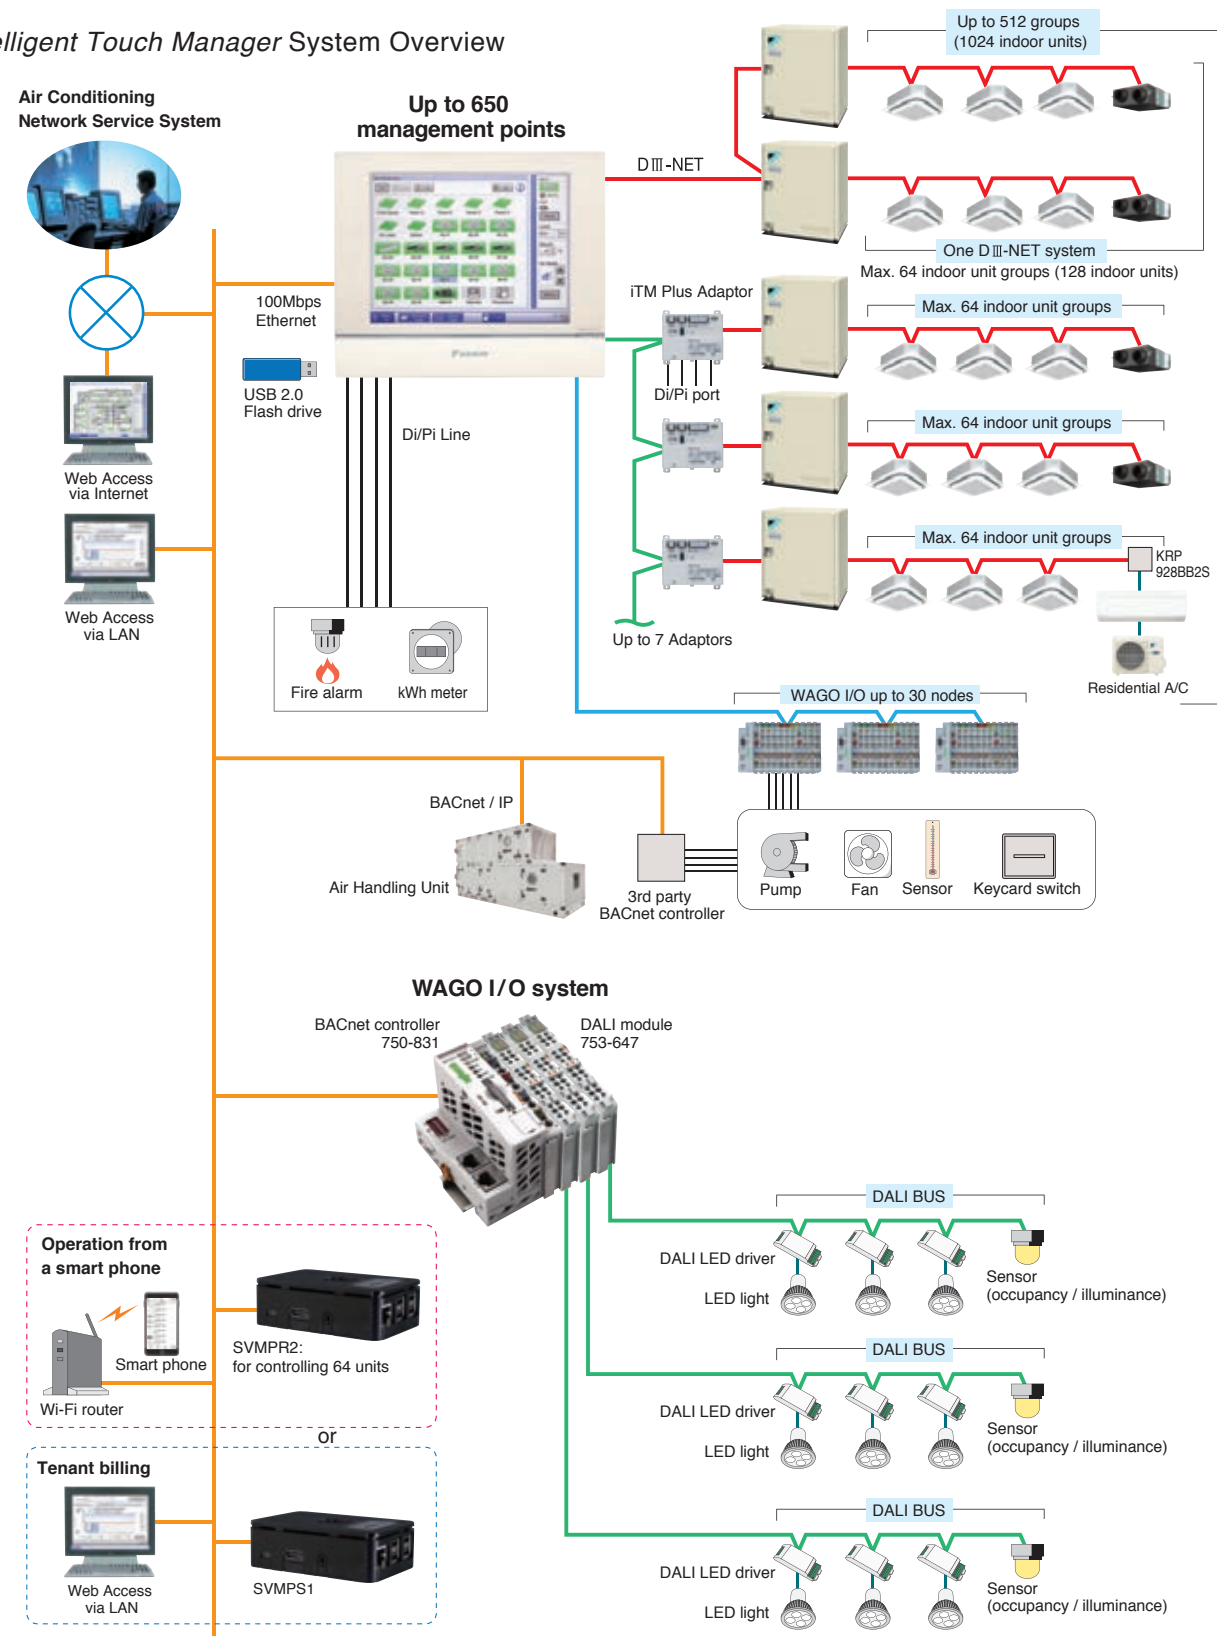 elligent Touch Manager System Overview
Up to 512 groups
(1024 indoor units)
Air Conditioning
Network Service System
Up to 650
management points
DⅢ-NET
One DⅢ-NET system
Max. 64 indoor unit groups (128 indoor units)
100Mbps
Ethernet
iTM Plus Adaptor
Max. 64 indoor unit groups
USB 2.0
Flash drive
Di/Pi port
Di/Pi Line
Max. 64 indoor unit groups
Web Access
via Internet
Max. 64 indoor unit groups
KRP
928BB2S
Web Access
via LAN
Up to 7 Adaptors
Fire alarm
kWh meter
Residential A/C
WAGO I/O up to 30 nodes
BACnet / IP
Air Handling Unit
3rd party
BACnet controller
Pump
Fan
Sensor
Keycard switch
WAGO I/O system
BACnet controller
750-831
DALI module
753-647
DALI BUS
DALI LED driver
LED light
Sensor
(occupancy / illuminance)
Operation from
a smart phone
Smart phone
Wi-Fi router
SVMPR2:
for controlling 64 units
DALI BUS
DALI LED driver
LED light
Sensor
(occupancy / illuminance)
or
Tenant billing
Web Access
via LAN
SVMPS1
DALI BUS
DALI LED driver
LED light
Sensor
(occupancy / illuminance)